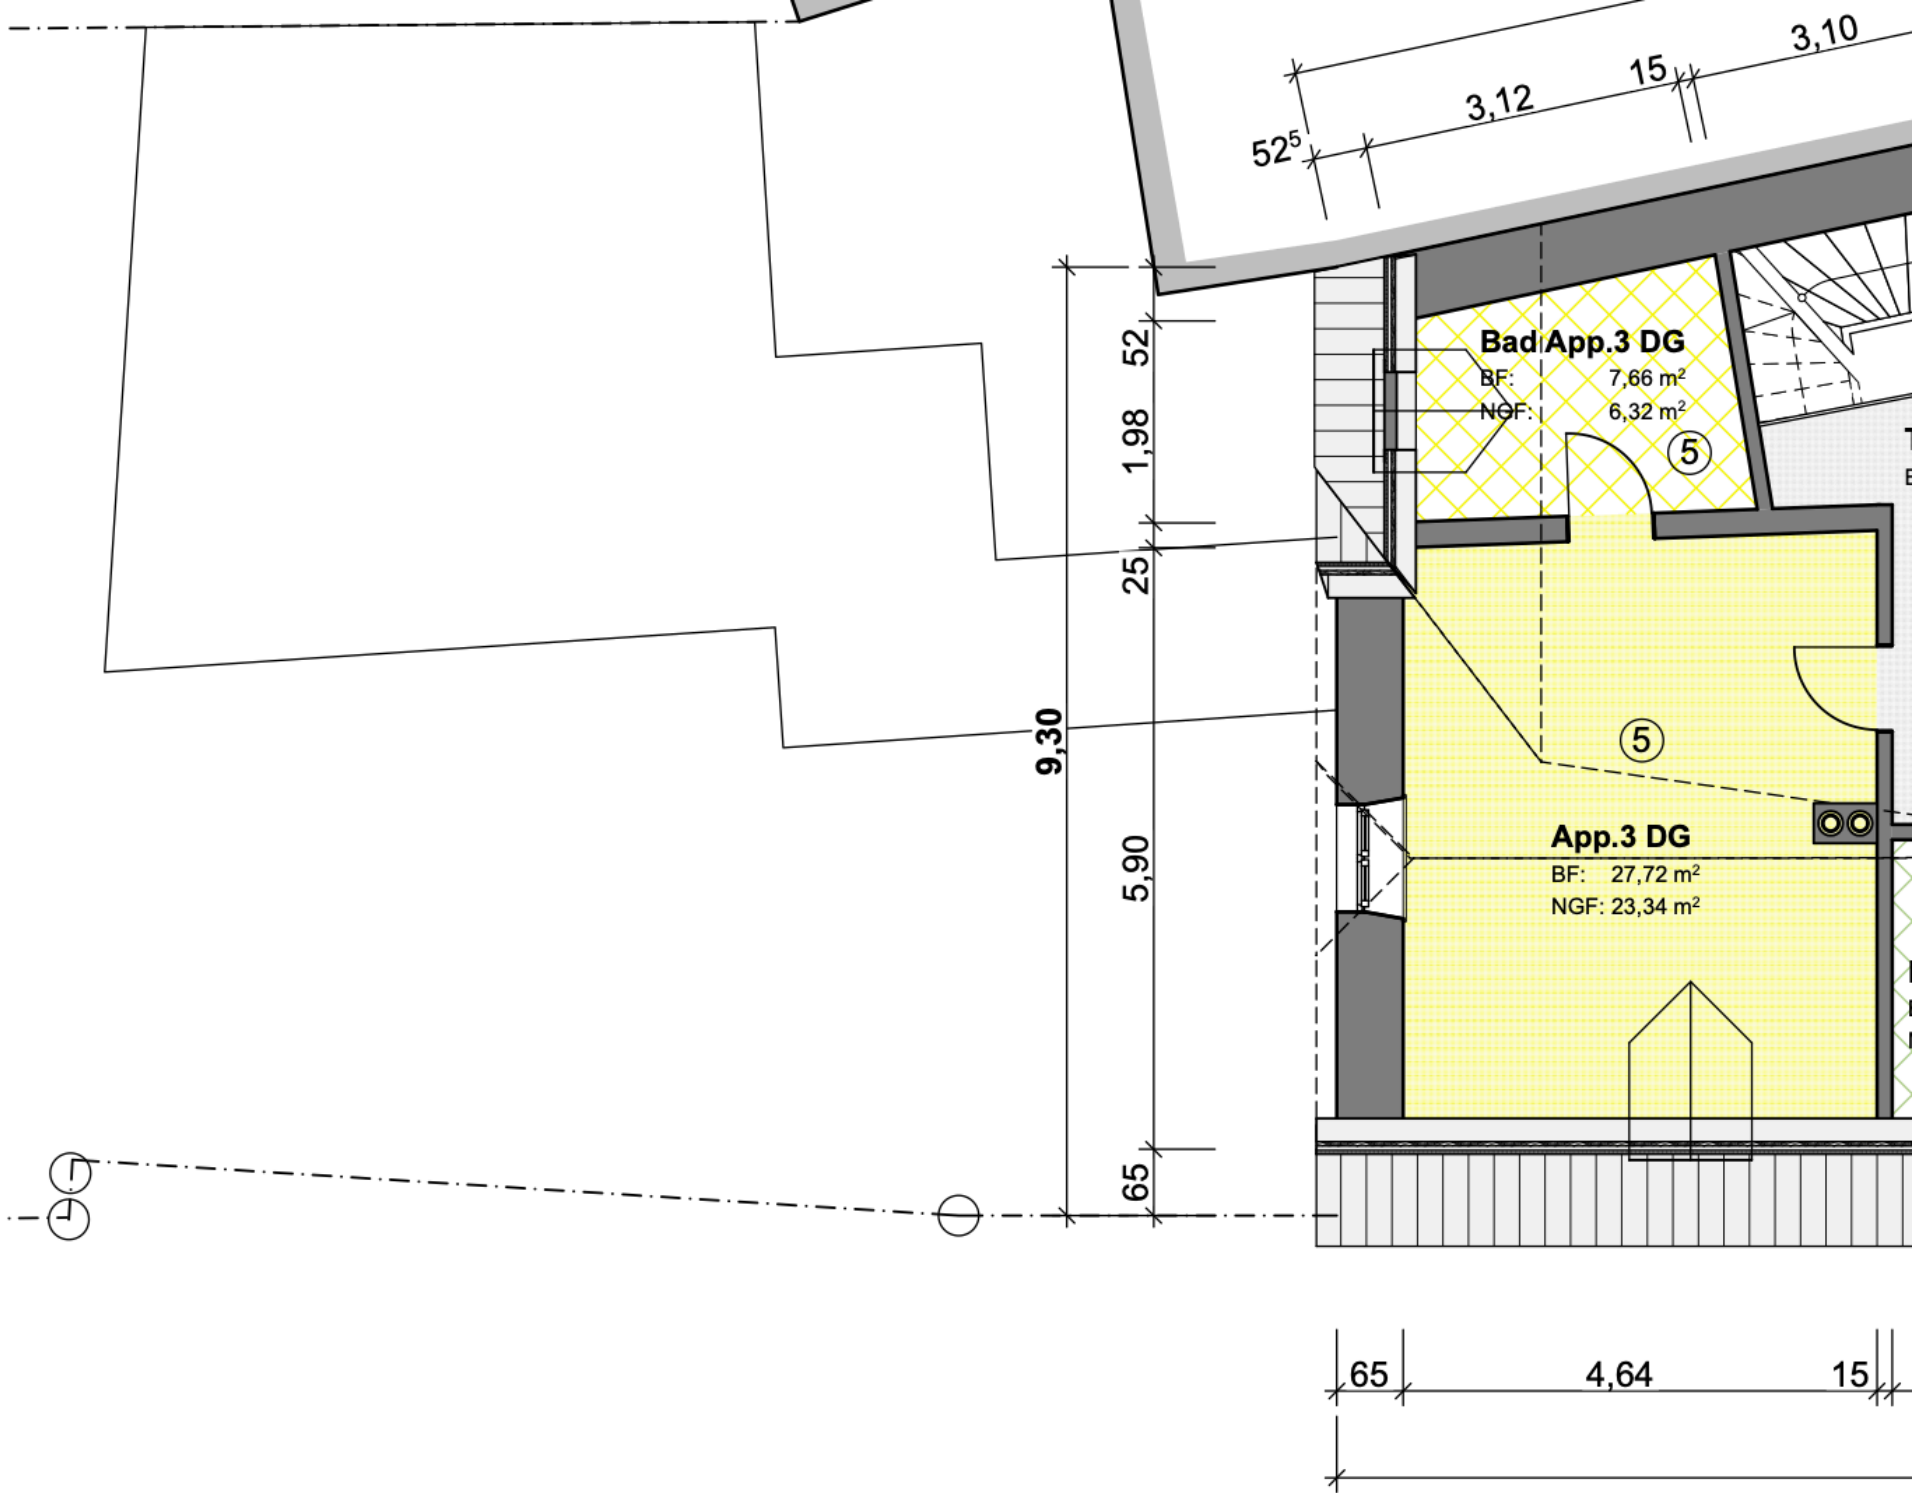 3,10
15
3,12
52⁵
52
Bad App.3 DG
BF: 7,66 m²
NGF: 6,32 m²
5
1,98
25
9,30
5
5,90
App.3 DG
BF: 27,72 m²
NGF: 23,34 m²
65
65
4,64
15